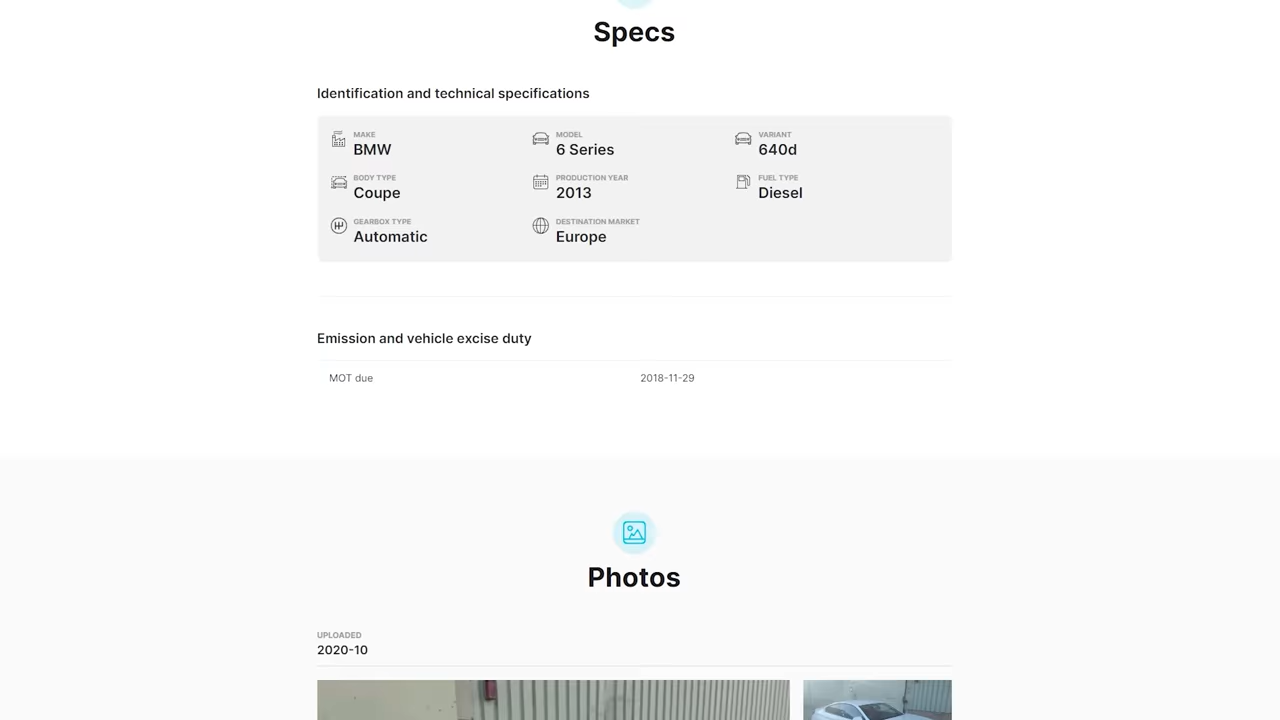 Specs
Identification and technical specifications
MAKE
BMW
MODEL
6 Series
VARIANT
640d
BODY TYPE
Coupe
PRODUCTION YEAR
2013
FUEL TYPE
Diesel
GEARBOX TYPE
Automatic
DESTINATION MARKET
Europe
Emission and vehicle excise duty
MOT due 2018-11-29
Photos
UPLOADED
2020-10